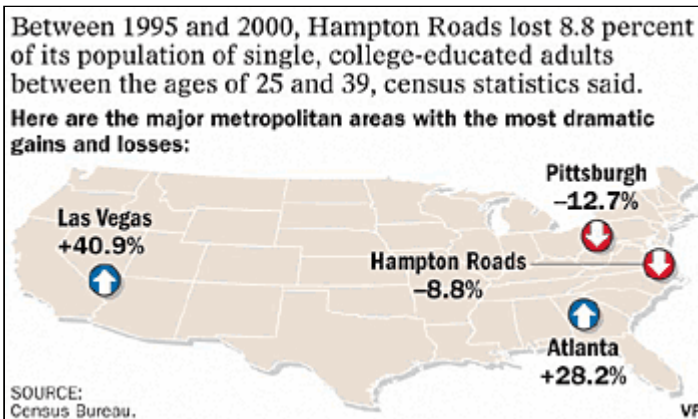 Between 1995 and 2000, Hampton Roads lost 8.8 percent
of its population of single, college-educated adults
between the ages of 25 and 39, census statistics said.
Here are the major metropolitan areas with the most dramatic
gains and losses:
Pittsburgh
–12.7%
Las Vegas
+40.9%
Hampton Roads
–8.8%
Atlanta
+28.2%
SOURCE:
Census Bureau.